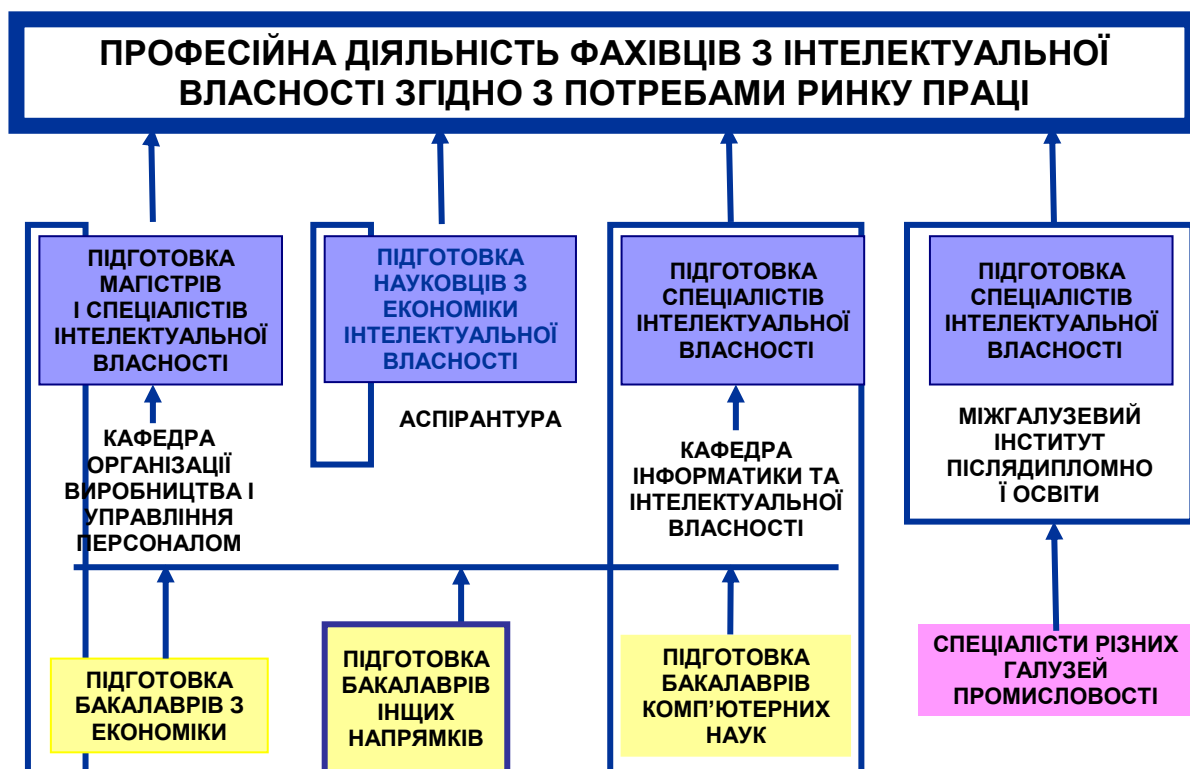 ПРОФЕСІЙНА ДІЯЛЬНІСТЬ ФАХІВЦІВ З ІНТЕЛЕКТУАЛЬНОЇ
ВЛАСНОСТІ ЗГІДНО З ПОТРЕБАМИ РИНКУ ПРАЦІ
ПІДГОТОВКА
МАГІСТРІВ
І СПЕЦІАЛІСТІВ
ІНТЕЛЕКТУАЛЬНОЇ
ВЛАСНОСТІ
ПІДГОТОВКА
НАУКОВЦІВ З
ЕКОНОМІКИ
ІНТЕЛЕКТУАЛЬНОЇ
ВЛАСНОСТІ
ПІДГОТОВКА
СПЕЦІАЛІСТІВ
ІНТЕЛЕКТУАЛЬНОЇ
ВЛАСНОСТІ
ПІДГОТОВКА
СПЕЦІАЛІСТІВ
ІНТЕЛЕКТУАЛЬНОЇ
ВЛАСНОСТІ
КАФЕДРА
ОРГАНІЗАЦІЇ
ВИРОБНИЦТВА І
УПРАВЛІННЯ
ПЕРСОНАЛОМ
АСПІРАНТУРА
КАФЕДРА
ІНФОРМАТИКИ ТА
ІНТЕЛЕКТУАЛЬНОЇ
ВЛАСНОСТІ
МІЖГАЛУЗЕВИЙ
ІНСТИТУТ
ПІСЛЯДИПЛОМНО
Ї ОСВІТИ
ПІДГОТОВКА
БАКАЛАВРІВ З
ЕКОНОМІКИ
ПІДГОТОВКА
БАКАЛАВРІВ
ІНЩИХ
НАПРЯМКІВ
ПІДГОТОВКА
БАКАЛАВРІВ
КОМП’ЮТЕРНИХ
НАУК
СПЕЦІАЛІСТИ РІЗНИХ
ГАЛУЗЕЙ
ПРОМИСЛОВОСТІ